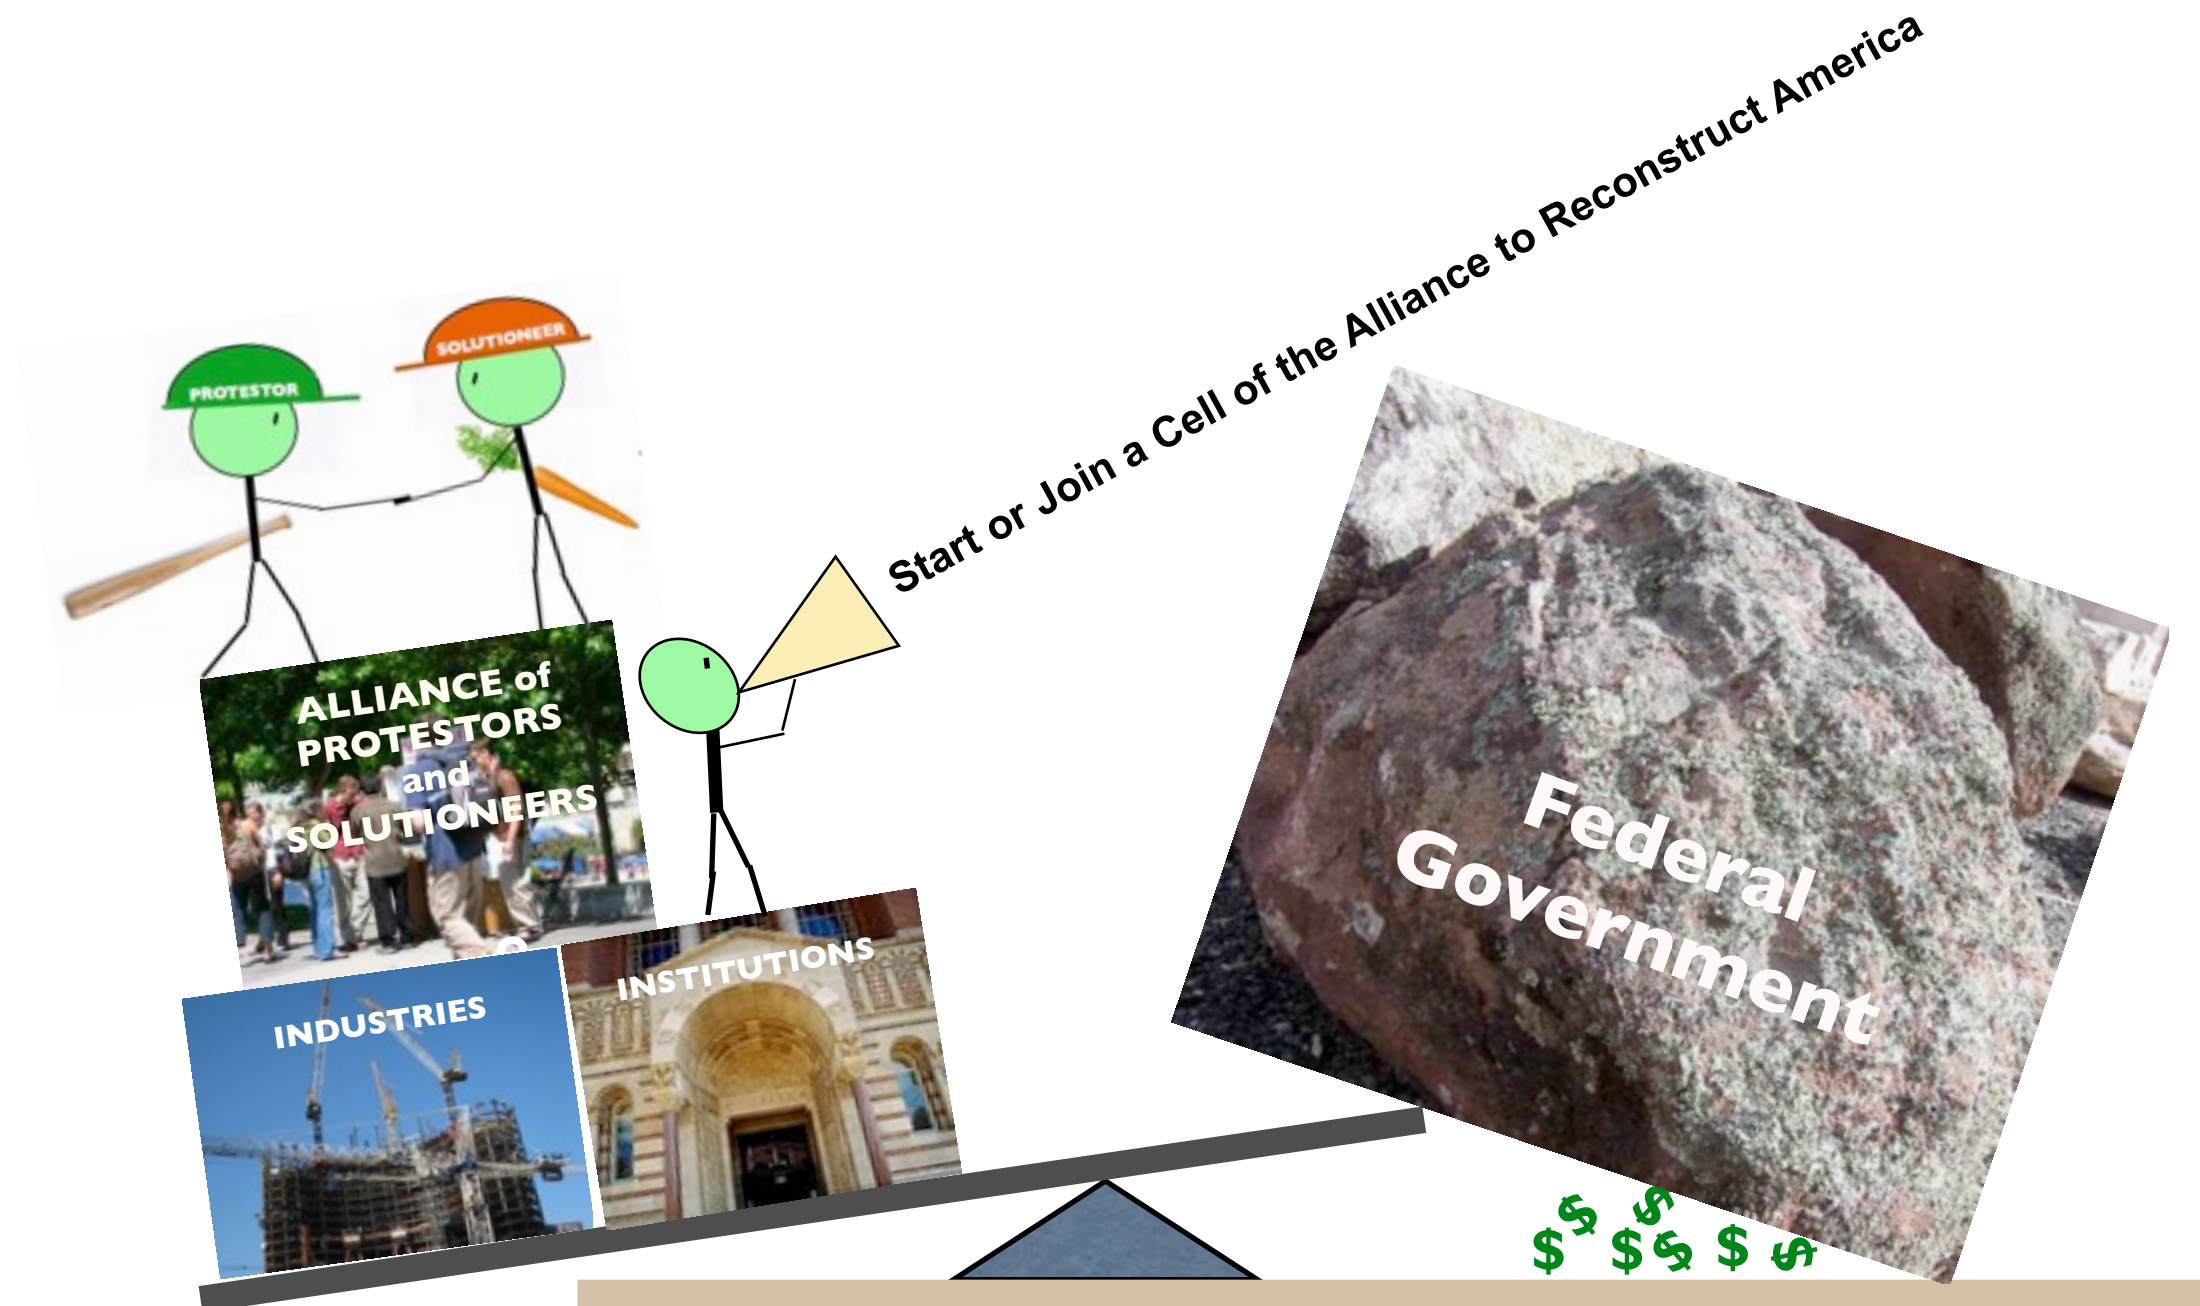 Start or Join a Cell of the Alliance to Reconstruct America
SOLUTIONEER
PROTESTOR
ALLIANCE of
PROTESTORS
and
SOLUTIONEERS
INDUSTRIES
INSTITUTIONS
Federal
Government
$ $ $ $ $ $ $